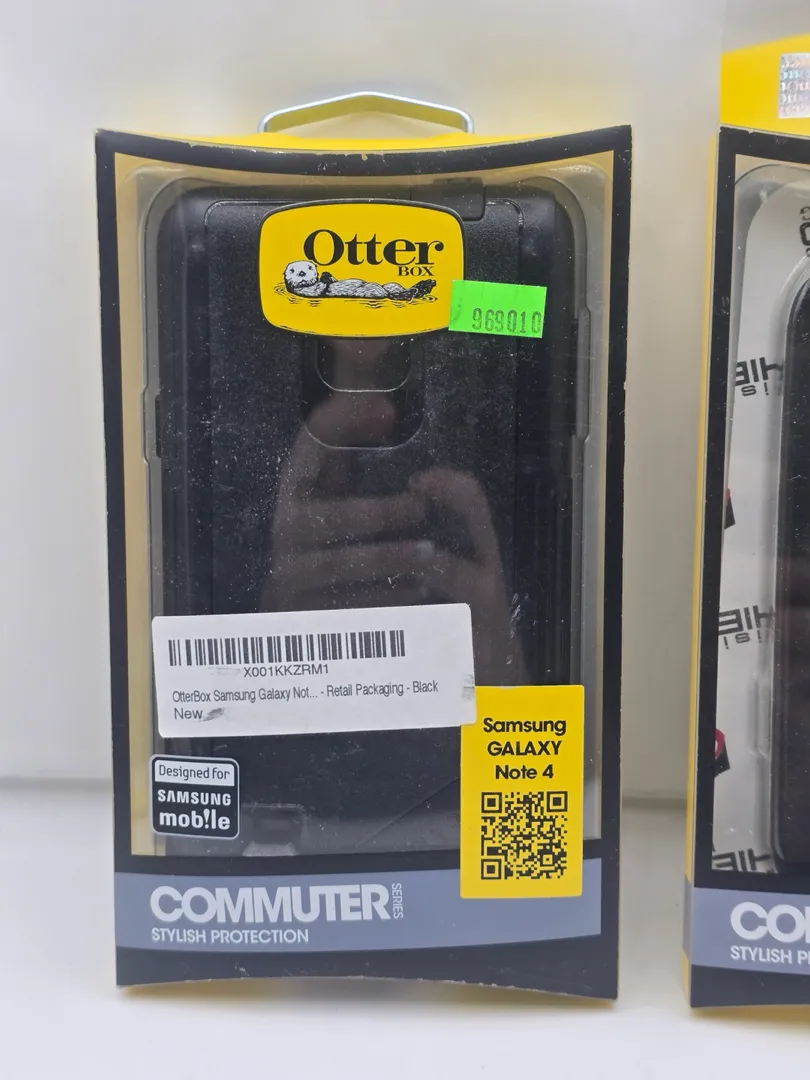 Otter
BOX
969010
X001KKZRM1
OtterBox Samsung Galaxy Not... - Retail Packaging - Black
New
Samsung
GALAXY
Note 4
Designed for
SAMSUNG
mob!le
COMMUTER SERIES
STYLISH PROTECTION
STYLISH